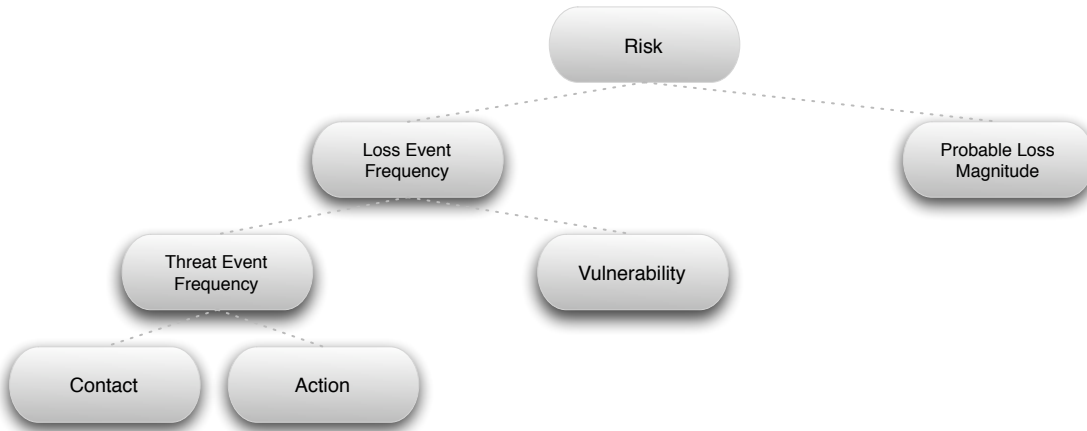 Risk
Loss Event
Frequency
Probable Loss
Magnitude
Threat Event
Frequency
Vulnerability
Contact
Action